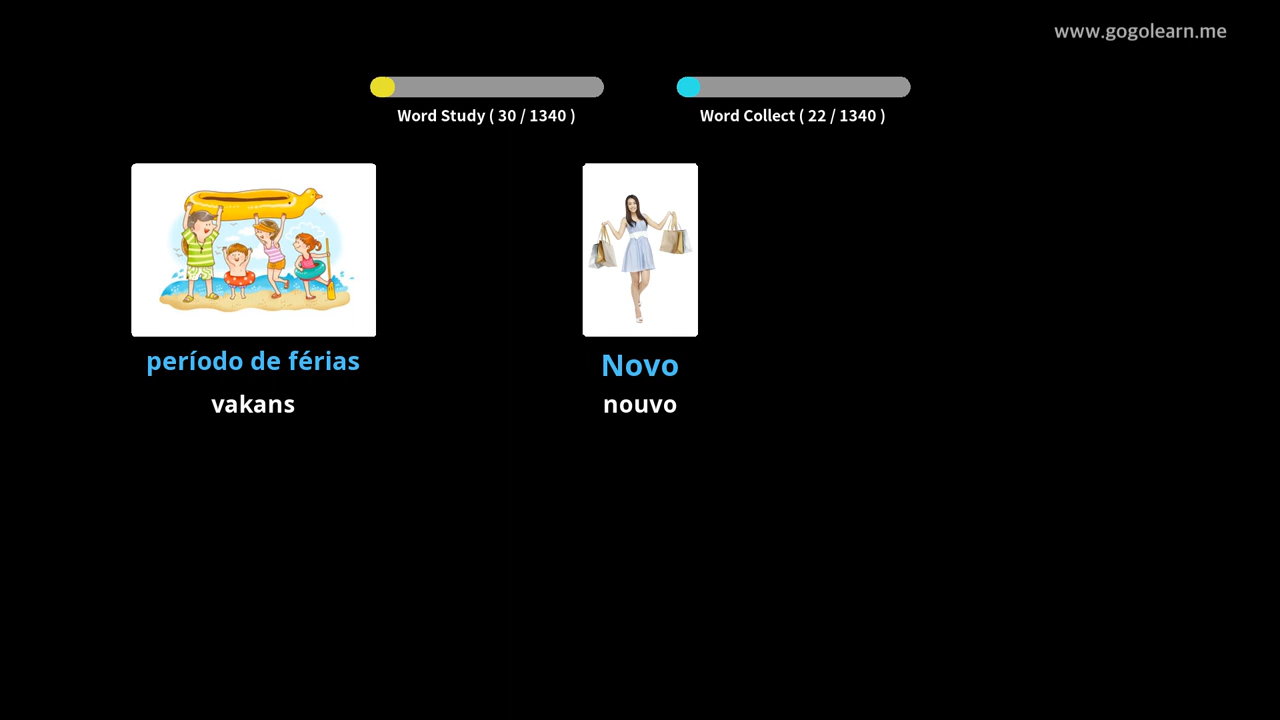 www.gogolearn.me
Word Study ( 30 / 1340 )
Word Collect ( 22 / 1340 )
período de férias
vakans
Novo
nouvo